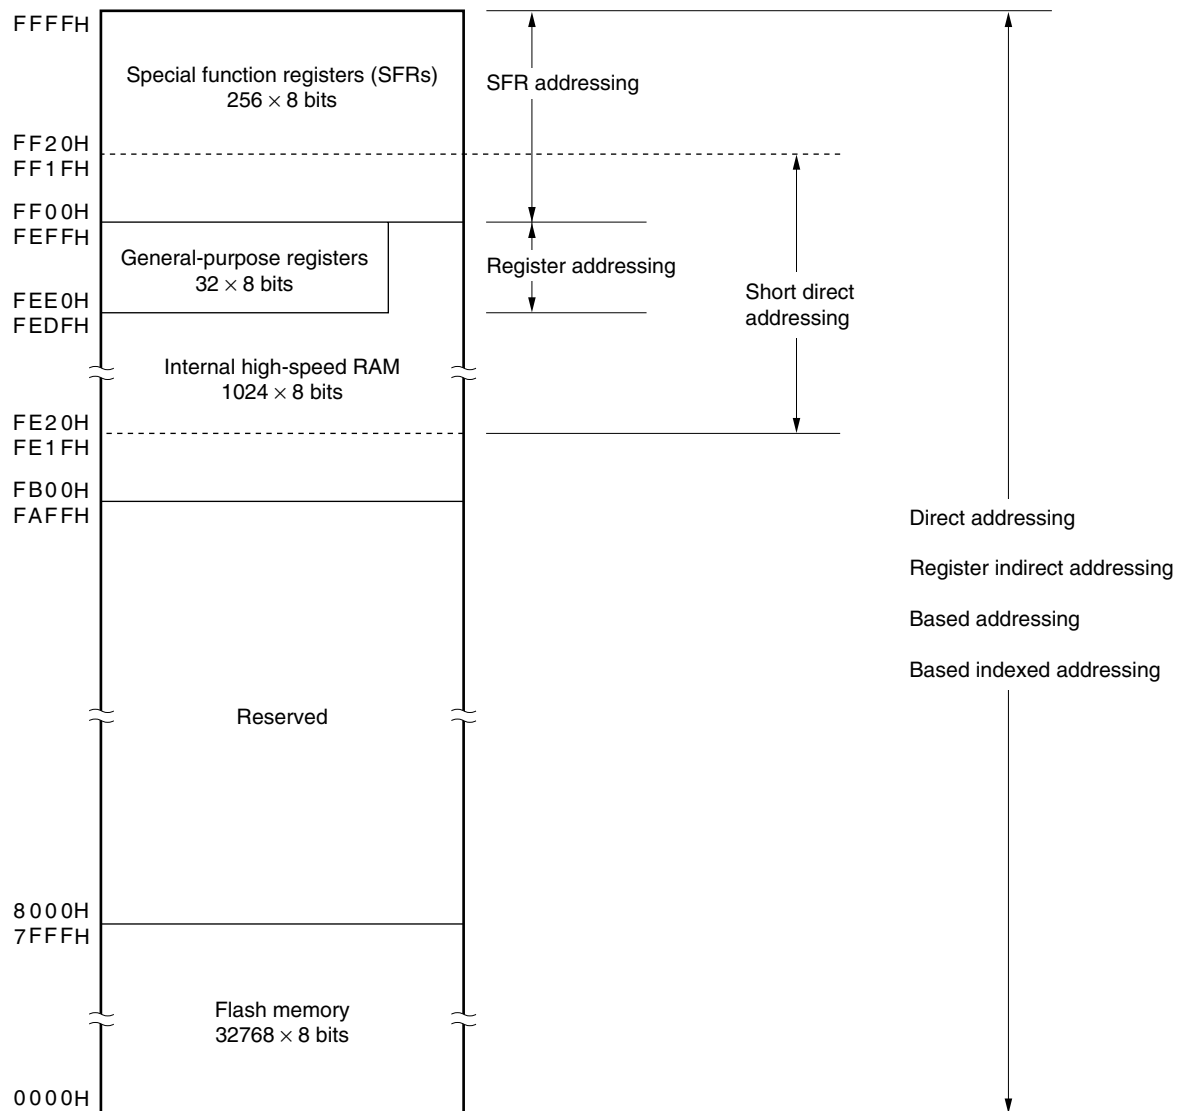 FFFFH
Special function registers (SFRs)
256 × 8 bits
SFR addressing
FF20H
FF1FH
FF00H
FEFFH
General-purpose registers
32 × 8 bits
Register addressing
Short direct
addressing
FEE0H
FEDFH
Internal high-speed RAM
1024 × 8 bits
FE20H
FE1FH
FB00H
FAFFH
Direct addressing
Register indirect addressing
Based addressing
Based indexed addressing
Reserved
8000H
7FFFH
Flash memory
32768 × 8 bits
0000H